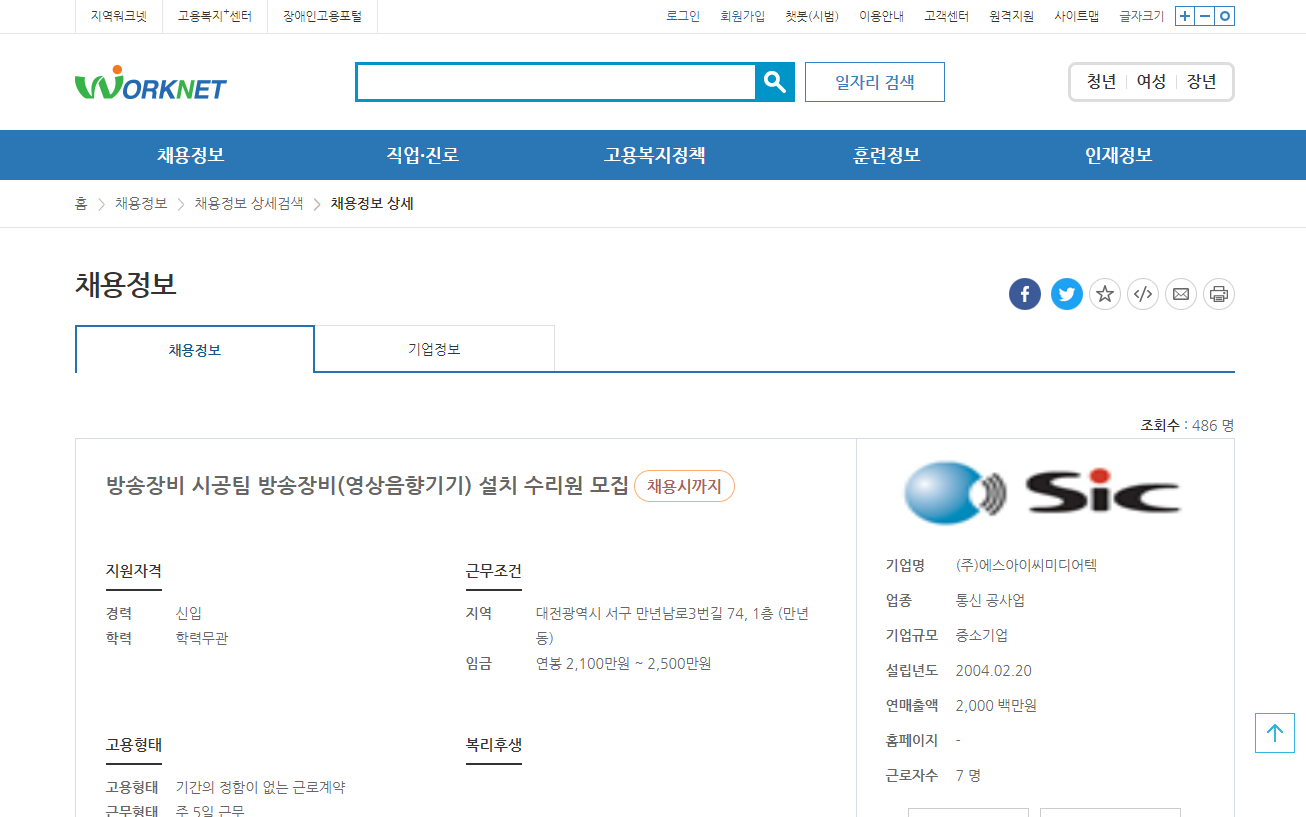 지역워크넷 고용복지+센터 장애인고용포털 로그인 회원가입 챗봇(시범) 이용안내 고객센터 원격지원 사이트맵 글자크기
WORKNET 일자리 검색 청년 여성 장년
채용정보 직업·진로 고용복지정책 훈련정보 인재정보
홈 > 채용정보 > 채용정보 상세검색 > 채용정보 상세
채용정보
채용정보 기업정보
조회수 : 486 명
방송장비 시공팀 방송장비(영상음향기기) 설치 수리원 모집 채용시까지
지원자격
경력 신입
학력 학력무관
근무조건
지역 대전광역시 서구 만년남로3번길 74, 1층 (만년
동)
임금 연봉 2,100만원 ~ 2,500만원
고용형태
고용형태 기간의 정함이 없는 근로계약
근무형태 주 5일 근무
복리후생
Sic
기업명 (주)에스아이씨미디어텍
업종 통신 공사업
기업규모 중소기업
설립년도 2004.02.20
연매출액 2,000 백만원
홈페이지 -
근로자수 7 명